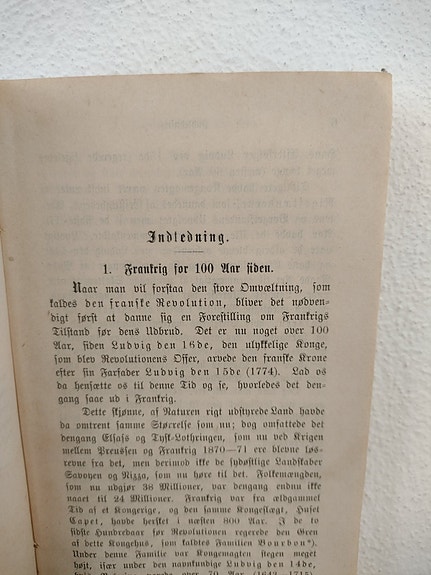 Indledning.
1. Frankrig for 100 Aar siden.
Naar man vil forstaa den store Omvæltning, som
kaldes den franske Revolution, bliver det nødven-
digt først at danne sig en Forestilling om Frankrigs
Tilstand før dens Udbrud. Det er nu noget over 100
Aar, siden Ludvig den 16de, den ulykkelige Konge,
som blev Revolutionens Offer, arvede den franske Krone
efter sin Farfader Ludvig den 15de (1774). Lad os
da hensætte os til denne Tid og se, hvorledes det den-
gang saae ud i Frankrig.
Dette skjønne, af Naturen rigt udstyrede Land havde
da omtrent samme Størrelse som nu; dog omfattede det
dengang Elsass og Tysk-Lothringen, som nu ved Krigen
mellem Preussen og Frankrig 1870—71 ere blevne løs-
revne fra det, men derimod ikke de sydøstlige Landskaber
Savoyen og Nizza, som nu høre til det. Folkemængden,
som nu udgjør 38 Millioner, var dengang endnu ikke
naaet til 24 Millioner. Frankrig var fra ældgammel
Tid af et Kongerige, og den samme Kongeslægt, Huset
Capet, havde hersket i næsten 800 Aar. I de to
sidste Hundredaar før Revolutionen regerede den Gren
af dette Kongehus, som kaldtes Familien Bourbon*).
Under denne Familie var Kongemagten stegen meget
højt, især under den navnkundige Ludvig den 14de,
over 70 Aar (1643—1715)